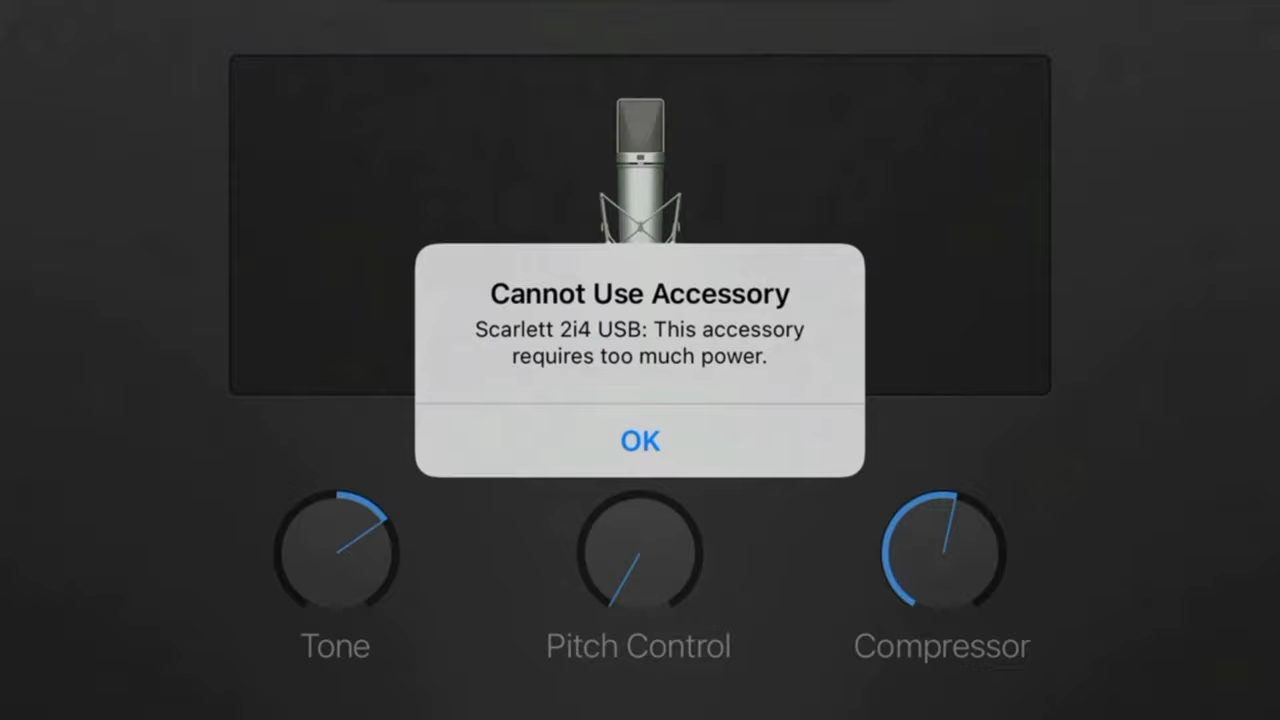 Cannot Use Accessory
Scarlett 2i4 USB: This accessory
requires too much power.
OK
Tone
Pitch Control
Compressor